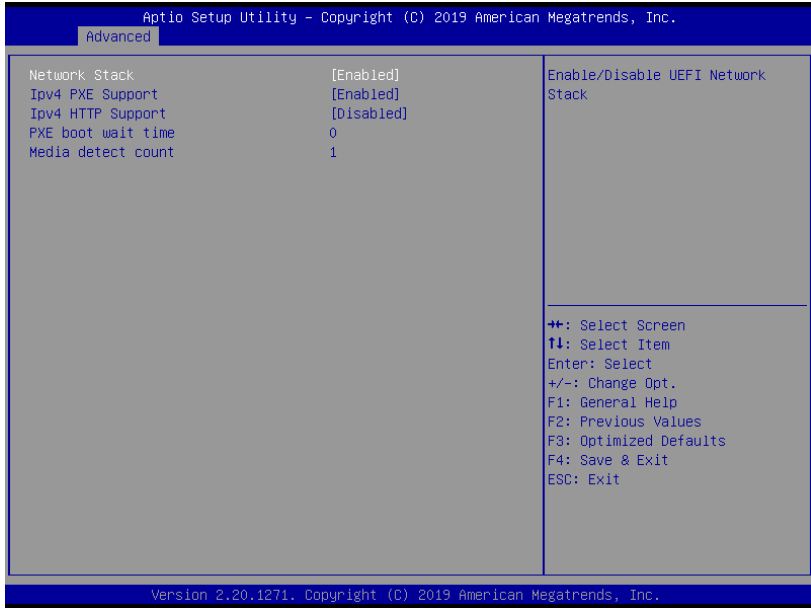 Aptio Setup Utility – Copyright (C) 2019 American Megatrends, Inc.
Advanced
Network Stack [Enabled]
Ipv4 PXE Support [Enabled]
Ipv4 HTTP Support [Disabled]
PXE boot wait time 0
Media detect count 1
Enable/Disable UEFI Network
Stack
→←: Select Screen
↑↓: Select Item
Enter: Select
+/-: Change Opt.
F1: General Help
F2: Previous Values
F3: Optimized Defaults
F4: Save & Exit
ESC: Exit
Version 2.20.1271. Copyright (C) 2019 American Megatrends, Inc.